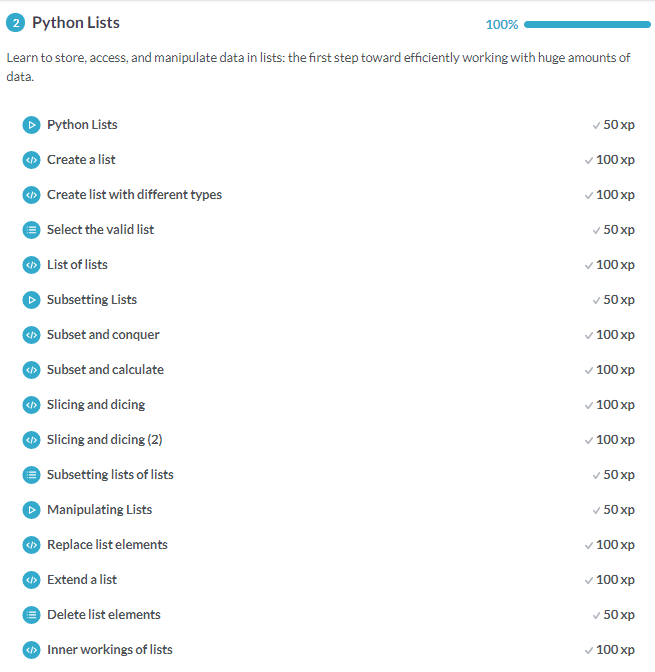 2 Python Lists 100%
Learn to store, access, and manipulate data in lists: the first step toward efficiently working with huge amounts of
data.
Python Lists 50 xp
Create a list 100 xp
Create list with different types 100 xp
Select the valid list 50 xp
List of lists 100 xp
Subsetting Lists 50 xp
Subset and conquer 100 xp
Subset and calculate 100 xp
Slicing and dicing 100 xp
Slicing and dicing (2) 100 xp
Subsetting lists of lists 50 xp
Manipulating Lists 50 xp
Replace list elements 100 xp
Extend a list 100 xp
Delete list elements 50 xp
Inner workings of lists 100 xp